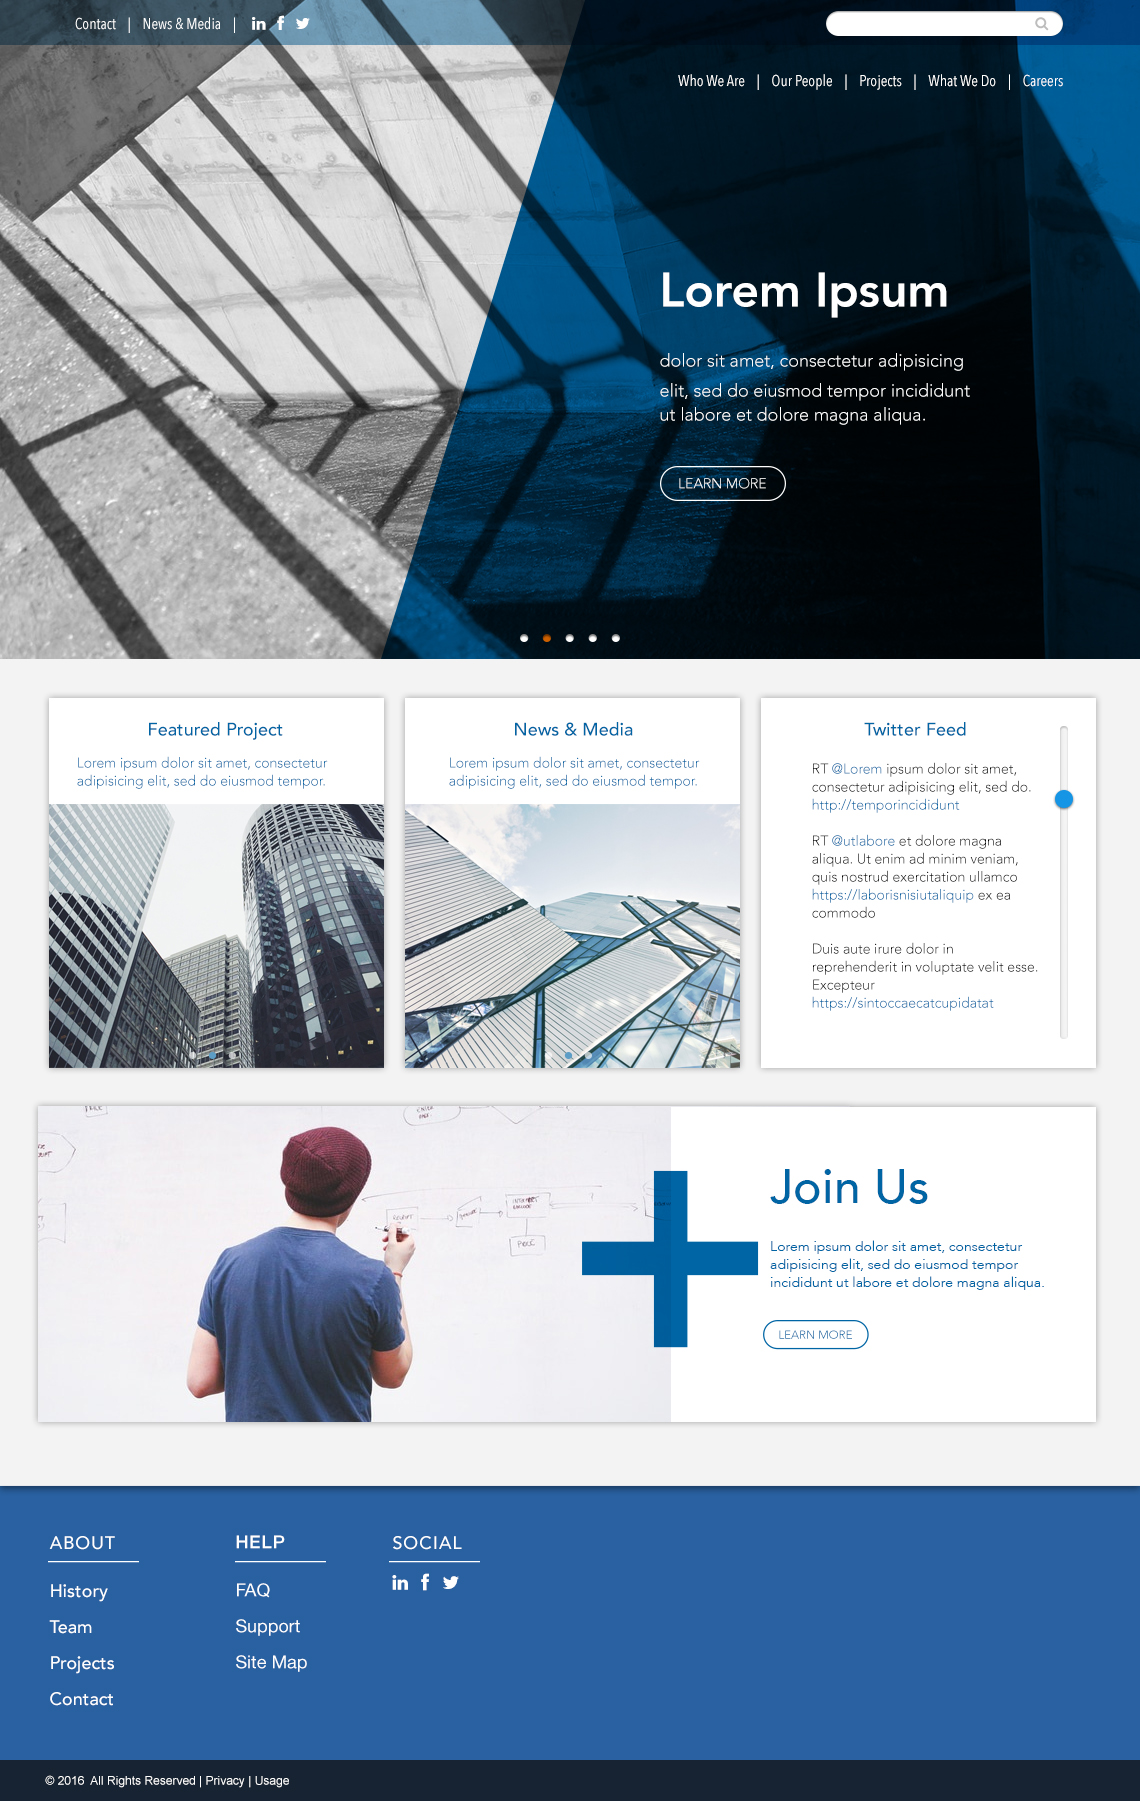 Contact | News & Media |
Who We Are | Our People | Projects | What We Do | Careers
Lorem Ipsum
dolor sit amet, consectetur adipisicing
elit, sed do eiusmod tempor incididunt
ut labore et dolore magna aliqua.
LEARN MORE
Featured Project
Lorem ipsum dolor sit amet, consectetur
adipisicing elit, sed do eiusmod tempor.
News & Media
Lorem ipsum dolor sit amet, consectetur
adipisicing elit, sed do eiusmod tempor.
Twitter Feed
RT @Lorem ipsum dolor sit amet,
consectetur adipisicing elit, sed do.
http://temporincididunt
RT @utlabore et dolore magna
aliqua. Ut enim ad minim veniam,
quis nostrud exercitation ullamco
https://laborisnisiutaliquip ex ea
commodo
Duis aute irure dolor in
reprehenderit in voluptate velit esse.
Excepteur
https://sintoccaecatcupidatat
Join Us
Lorem ipsum dolor sit amet, consectetur
adipisicing elit, sed do eiusmod tempor
incididunt ut labore et dolore magna aliqua.
LEARN MORE
ABOUT
History
Team
Projects
Contact
HELP
FAQ
Support
Site Map
SOCIAL
© 2016 All Rights Reserved | Privacy | Usage